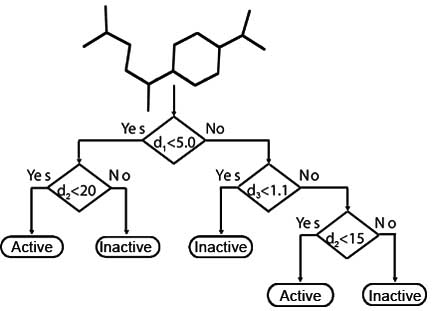 Yes No
d₁<5.0
Yes No Yes No
d₂<20 d₃<1.1
Yes No
Active Inactive Inactive d₂<15
Active Inactive